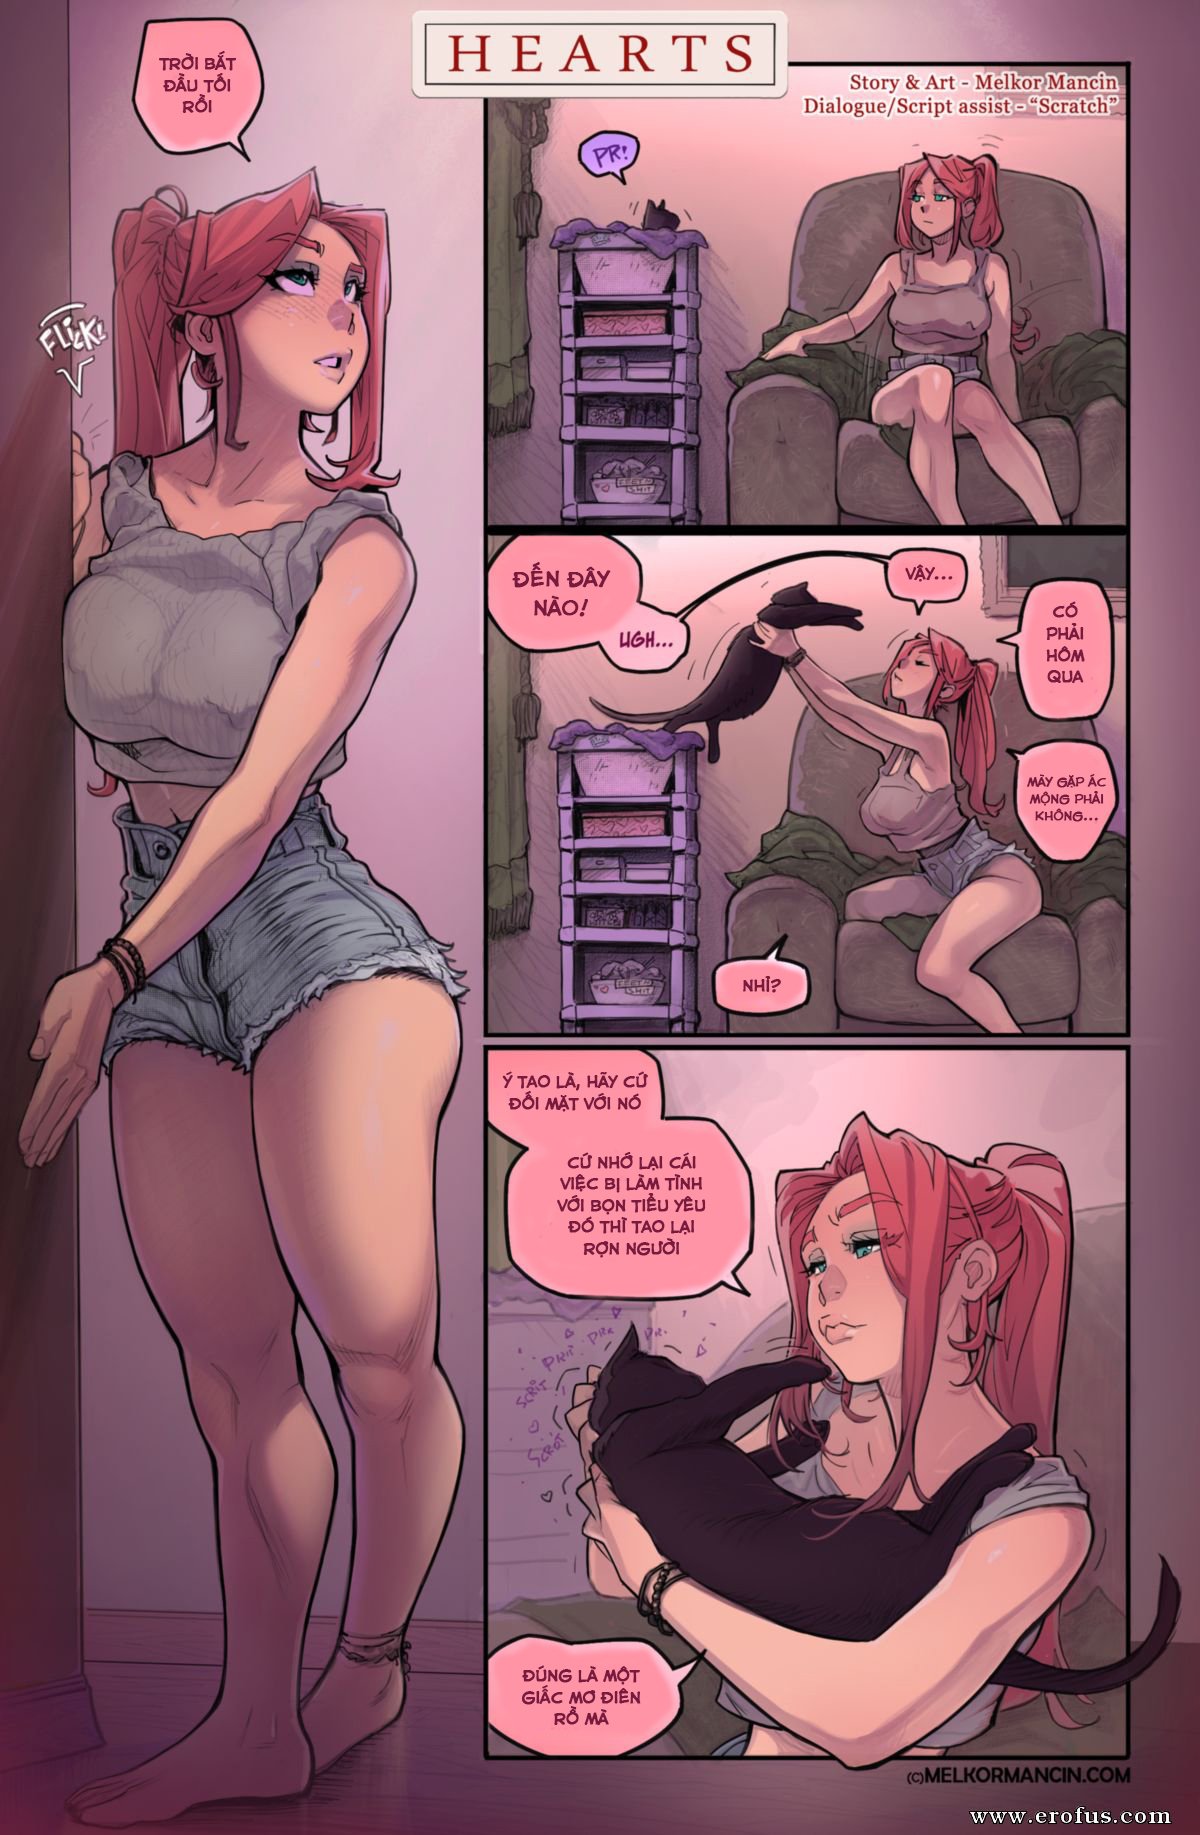 HEARTS
Story & Art - Melkor Mancin
Dialogue/Script assist - “Scratch”
TRỜI BẮT
ĐẦU TỐI
RỒI
FLICK!
PR!
ĐẾN ĐÂY
NÀO!
UGH...
VẬY...
CÓ
PHẢI
HÔM
QUA
MÀY GẶP ÁC
MỘNG PHẢI
KHÔNG...
NHỈ?
Ý TAO LÀ, HÃY CỨ
ĐỐI MẶT VỚI NÓ
CỨ NHỚ LẠI CÁI
VIỆC BỊ LÀM TÌNH
VỚI BỌN TIỂU YÊU
ĐÓ THÌ TAO LẠI
RỢN NGƯỜI
ĐÚNG LÀ MỘT
GIẤC MƠ ĐIÊN
RỒ MÀ
(C)MELKORMANCIN.COM
www.erofus.com